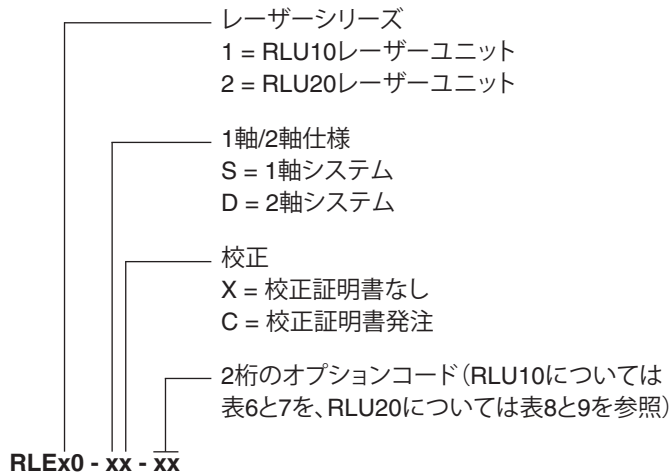 レーザーシリーズ
1 = RLU10レーザーユニット
2 = RLU20レーザーユニット
1軸/2軸仕様
S = 1軸システム
D = 2軸システム
校正
X = 校正証明書なし
C = 校正証明書発注
2桁のオプションコード（RLU10については
表6と7を、RLU20については表8と9を参照）
RLEx0 - xx - xx